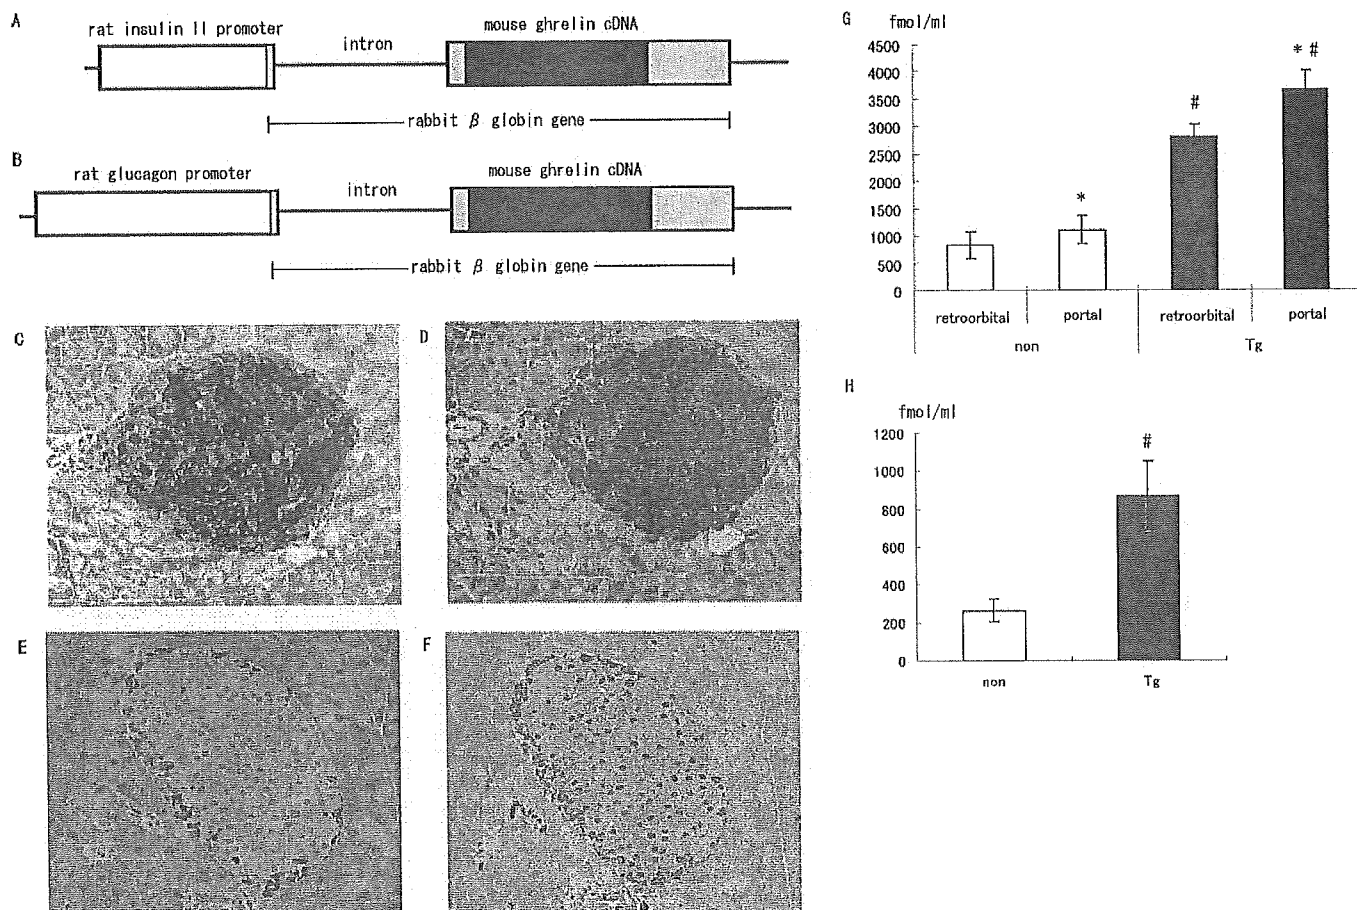 A
rat insulin II promoter
intron
mouse ghrelin cDNA
rabbit β globin gene
B
rat glucagon promoter
intron
mouse ghrelin cDNA
rabbit β globin gene
C
D
E
F
G
fmol/ml
4500
4000
3500
3000
2500
2000
1500
1000
500
0
*
#
* #
retroorbital portal retroorbital portal
non Tg
H
fmol/ml
1200
1000
800
600
400
200
0
#
non Tg